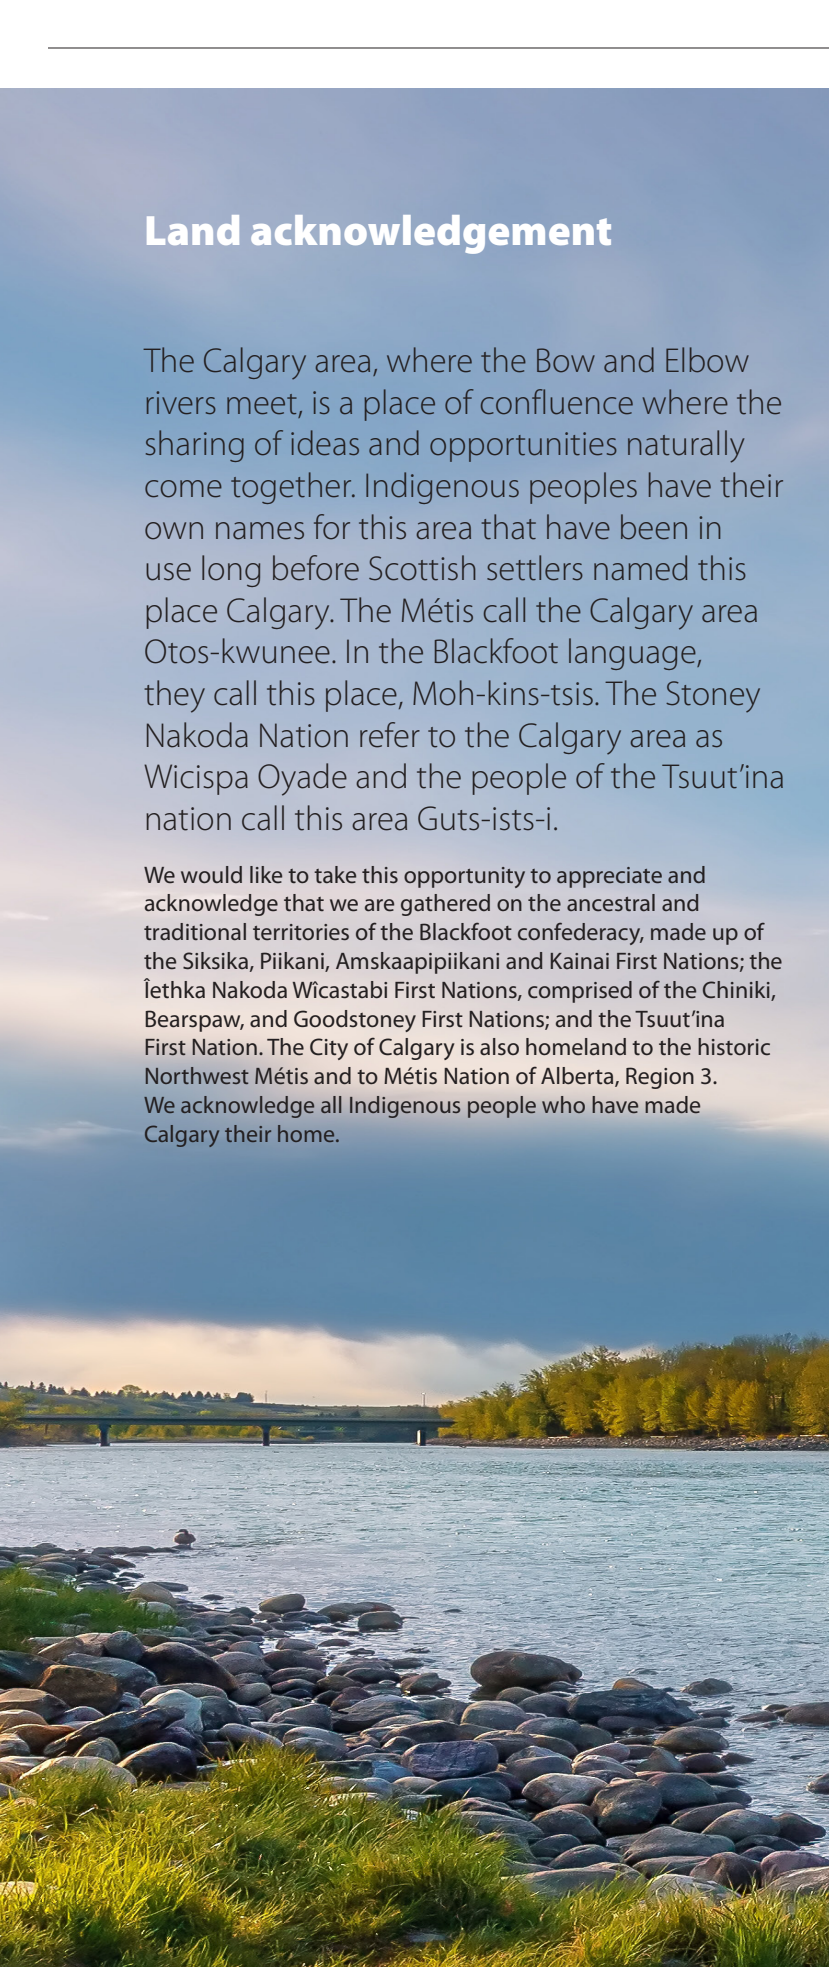 Land acknowledgement
The Calgary area, where the Bow and Elbow
rivers meet, is a place of confluence where the
sharing of ideas and opportunities naturally
come together. Indigenous peoples have their
own names for this area that have been in
use long before Scottish settlers named this
place Calgary. The Métis call the Calgary area
Otos-kwunee. In the Blackfoot language,
they call this place, Moh-kins-tsis. The Stoney
Nakoda Nation refer to the Calgary area as
Wicispa Oyade and the people of the Tsuut’ina
nation call this area Guts-ists-i.
We would like to take this opportunity to appreciate and
acknowledge that we are gathered on the ancestral and
traditional territories of the Blackfoot confederacy, made up of
the Siksika, Piikani, Amskaapipiikani and Kainai First Nations; the
Îethka Nakoda Wîcastabi First Nations, comprised of the Chiniki,
Bearspaw, and Goodstoney First Nations; and the Tsuut’ina
First Nation. The City of Calgary is also homeland to the historic
Northwest Métis and to Métis Nation of Alberta, Region 3.
We acknowledge all Indigenous people who have made
Calgary their home.